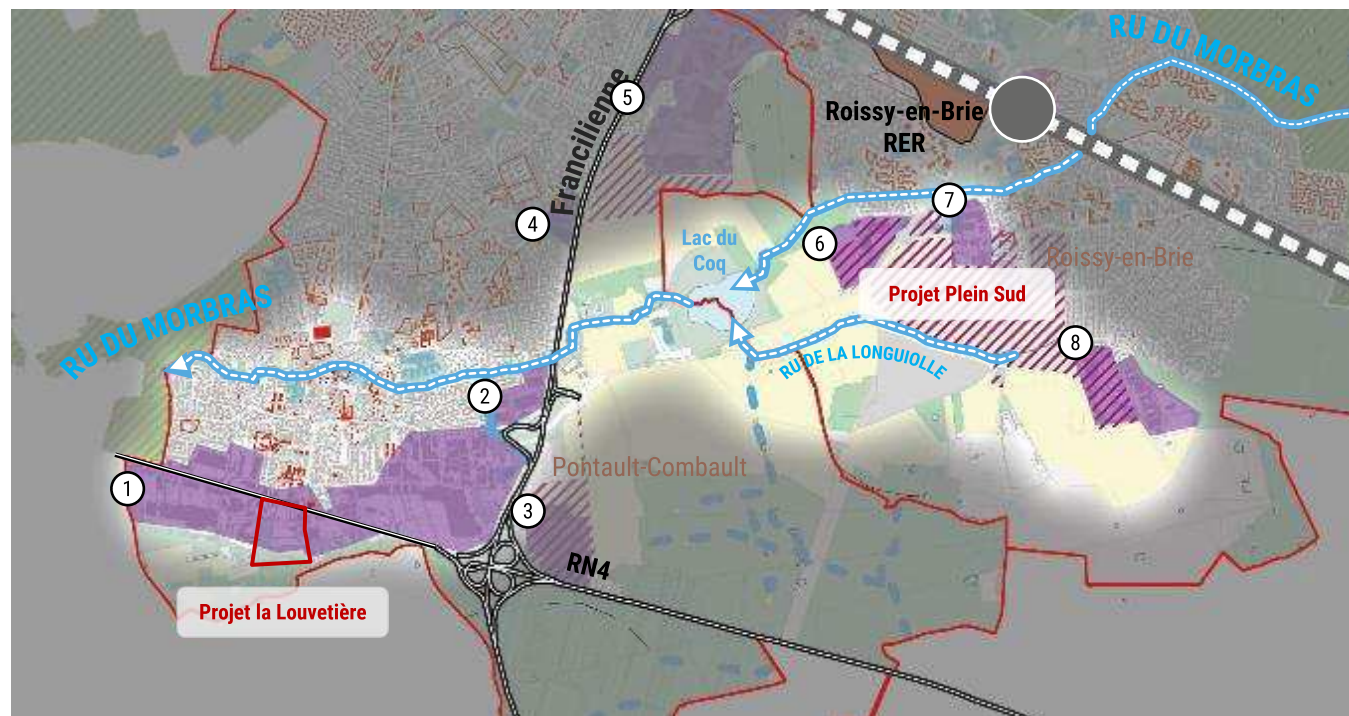 RU DU MORBRAS
5
Francilienne
Roissy-en-Brie
RER
4
7
6
Lac du
Coq
Roissy-en-Brie
Projet Plein Sud
RU DU MORBRAS
8
RU DE LA LONGUIOLLE
2
Pontault-Combault
1
3
RN4
Projet la Louvetière